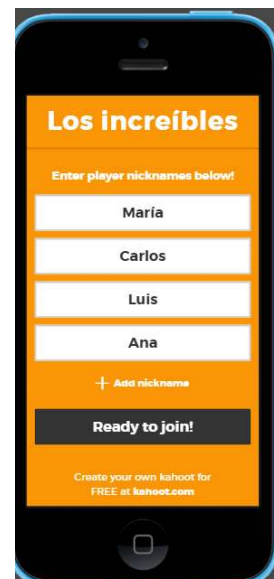 Los increíbles
Enter player nicknames below!
María
Carlos
Luis
Ana
+ Add nickname
Ready to join!
Create your own kahoot for
FREE at kahoot.com